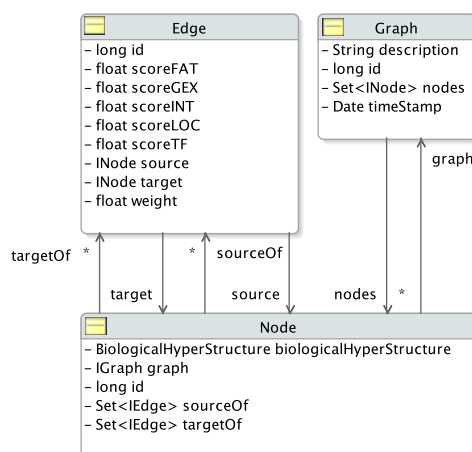 Edge
- long id
- float scoreFAT
- float scoreGEX
- float scoreINT
- float scoreLOC
- float scoreTF
- INode source
- INode target
- float weight
Graph
- String description
- long id
- Set<INode> nodes
- Date timeStamp
graph
targetOf *
* sourceOf
target
source
nodes *
Node
- BiologicalHyperStructure biologicalHyperStructure
- IGraph graph
- long id
- Set<IEdge> sourceOf
- Set<IEdge> targetOf